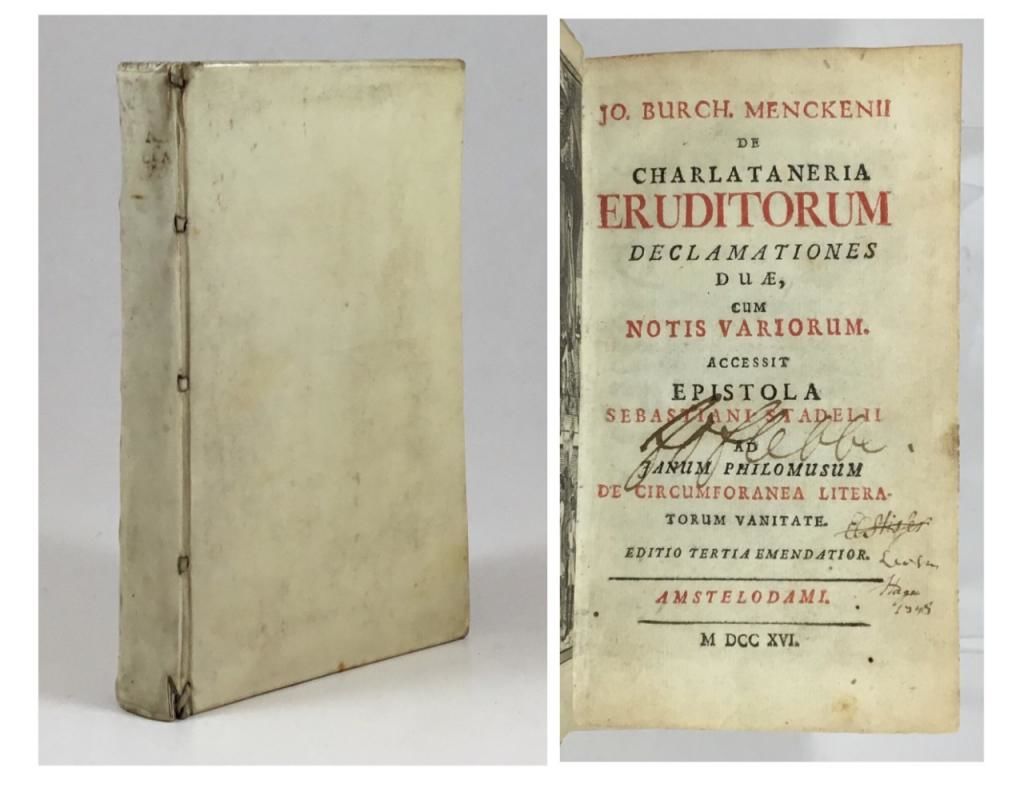 JO. BURCH. MENCKENII
DE
CHARLATANERIA
ERUDITORUM
DECLAMATIONES
DUÆ,
CUM
NOTIS VARIORUM.
ACCESSIT
EPISTOLA
SEBASTIANI STADELII
AD
JANUM PHILOMUSUM
DE CIRCUMFORANEA LITERA-
TORUM VANITATE.
EDITIO TERTIA EMENDATIOR.
AMSTELODAMI.
M DCC XVI.